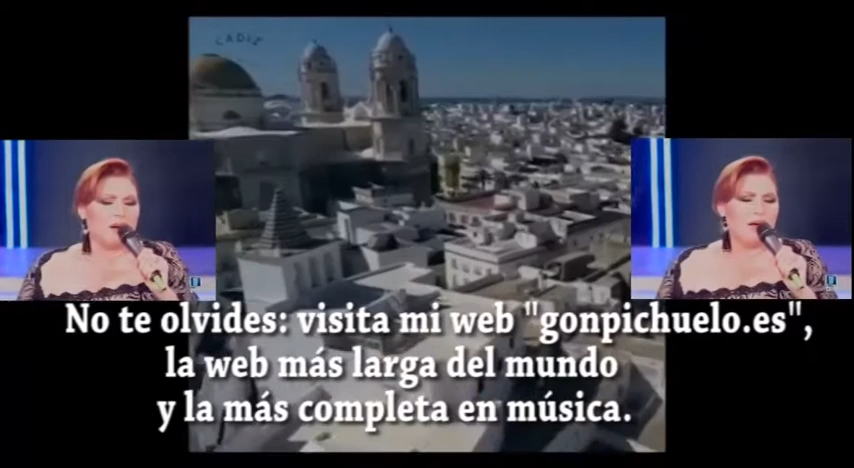 CADIZ
No te olvides: visita mi web "gonpichuelo.es",
la web más larga del mundo
y la más completa en música.